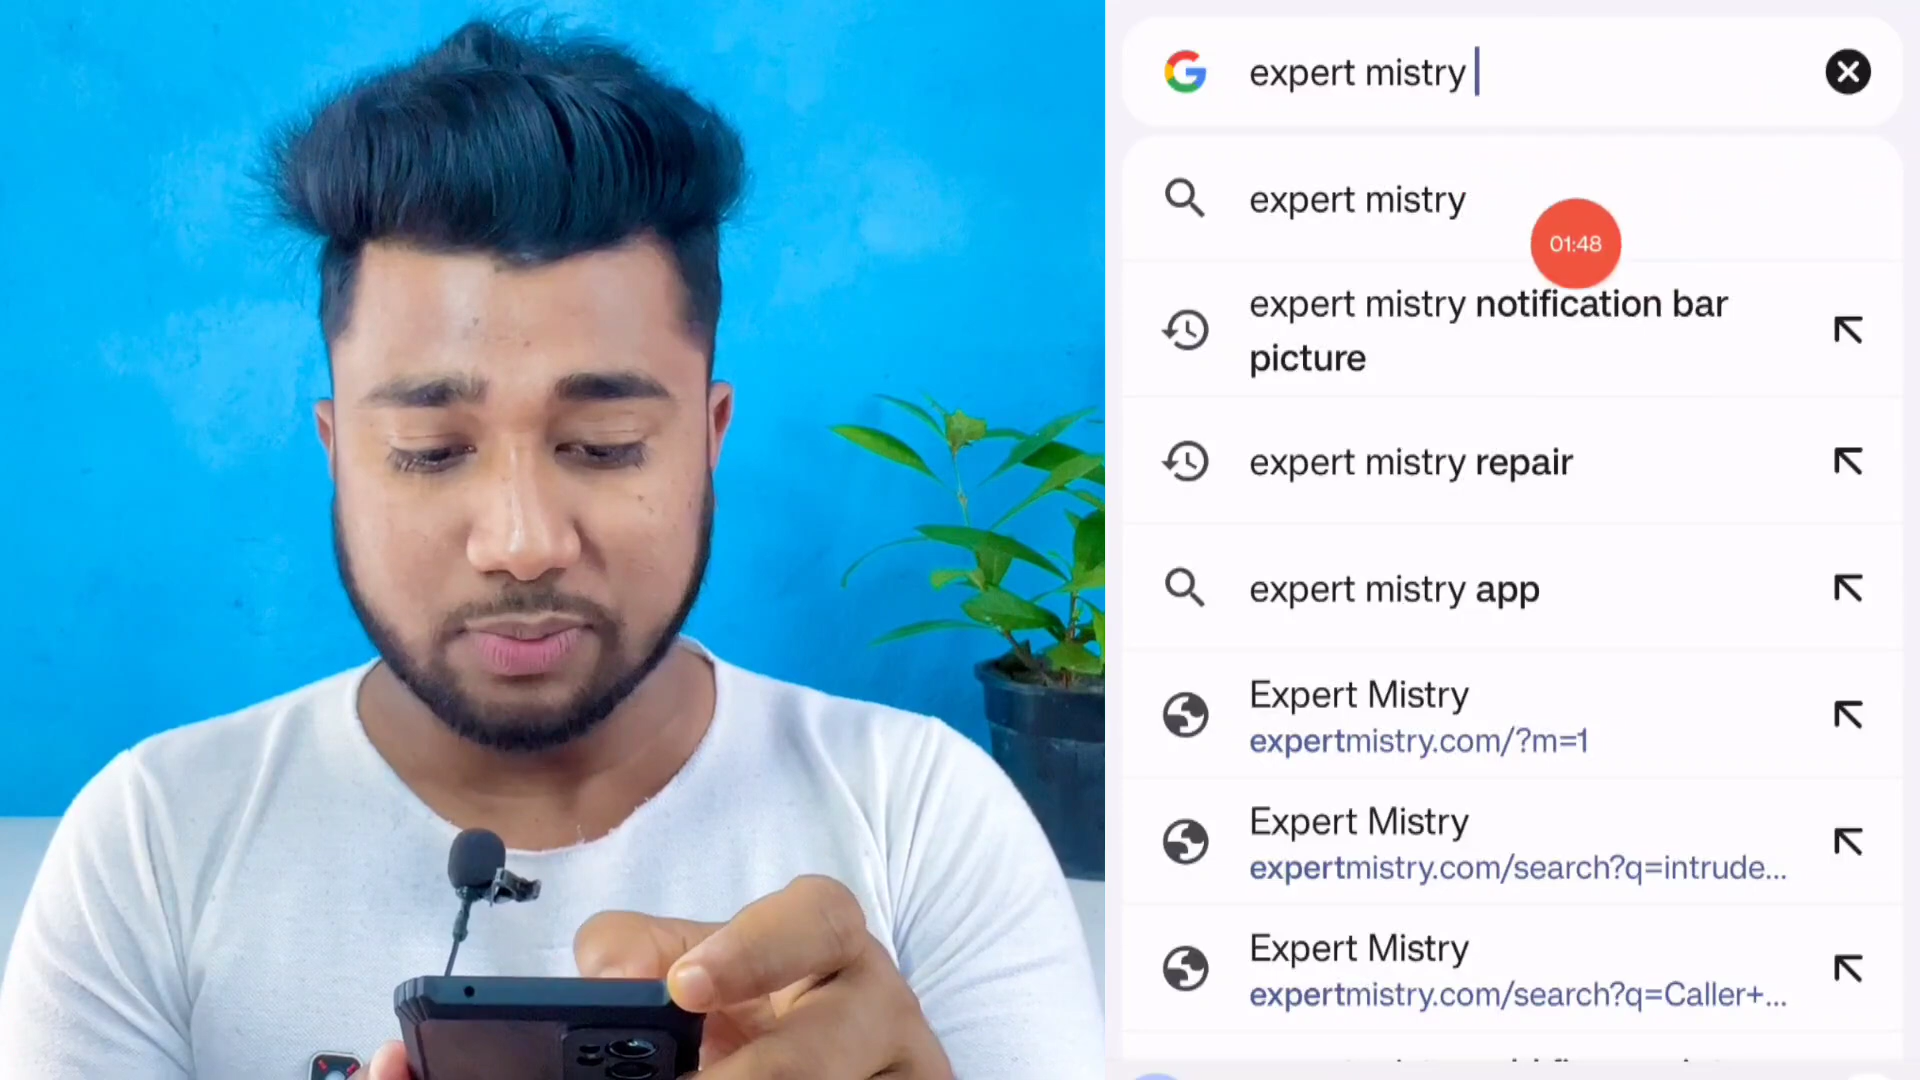 expert mistry
expert mistry
01:48
expert mistry notification bar
picture
expert mistry repair
expert mistry app
Expert Mistry
expertmistry.com/?m=1
Expert Mistry
expertmistry.com/search?q=intrude...
Expert Mistry
expertmistry.com/search?q=Caller+...